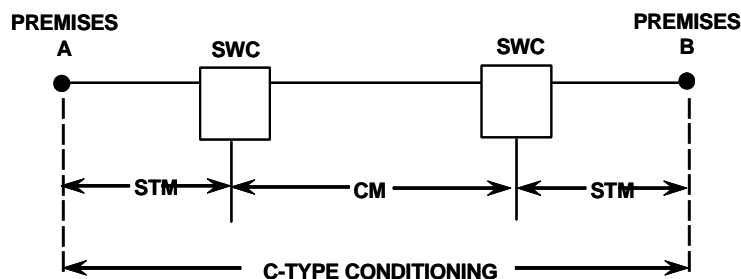 PREMISES
A
SWC
SWC
PREMISES
B
STM
CM
STM
C-TYPE CONDITIONING